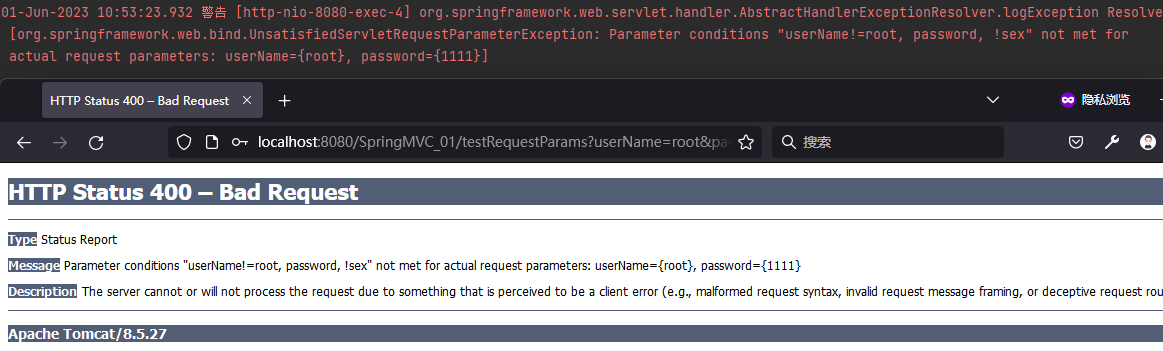 01-Jun-2023 10:53:23.932 警告 [http-nio-8080-exec-4] org.springframework.web.servlet.handler.AbstractHandlerExceptionResolver.logException Resolve
[org.springframework.web.bind.UnsatisfiedServletRequestParameterException: Parameter conditions "userName!=root, password, !sex" not met for
actual request parameters: userName={root}, password={1111}]
HTTP Status 400 – Bad Request
隐私浏览
localhost:8080/SpringMVC_01/testRequestParams?userName=root&pa
搜索
HTTP Status 400 – Bad Request
Type Status Report
Message Parameter conditions "userName!=root, password, !sex" not met for actual request parameters: userName={root}, password={1111}
Description The server cannot or will not process the request due to something that is perceived to be a client error (e.g., malformed request syntax, invalid request message framing, or deceptive request rou
Apache Tomcat/8.5.27